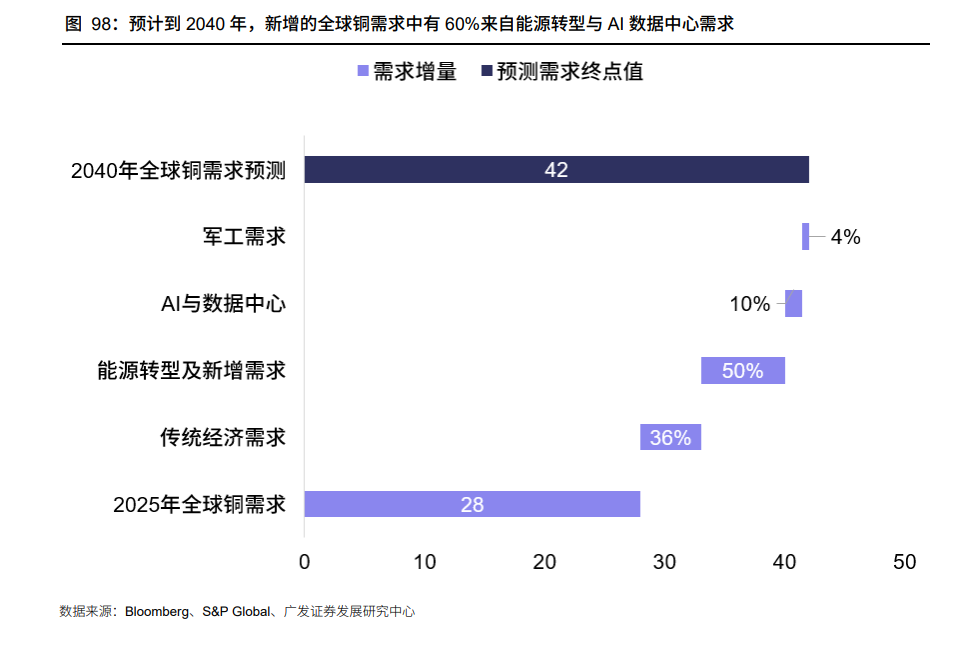 图 98：预计到 2040 年，新增的全球铜需求中有 60%来自能源转型与 AI 数据中心需求
需求增量 预测需求终点值
2040年全球铜需求预测 42
军工需求 4%
AI与数据中心 10%
能源转型及新增需求 50%
传统经济需求 36%
2025年全球铜需求 28
0 10 20 30 40 50
数据来源：Bloomberg、S&P Global、广发证券发展研究中心